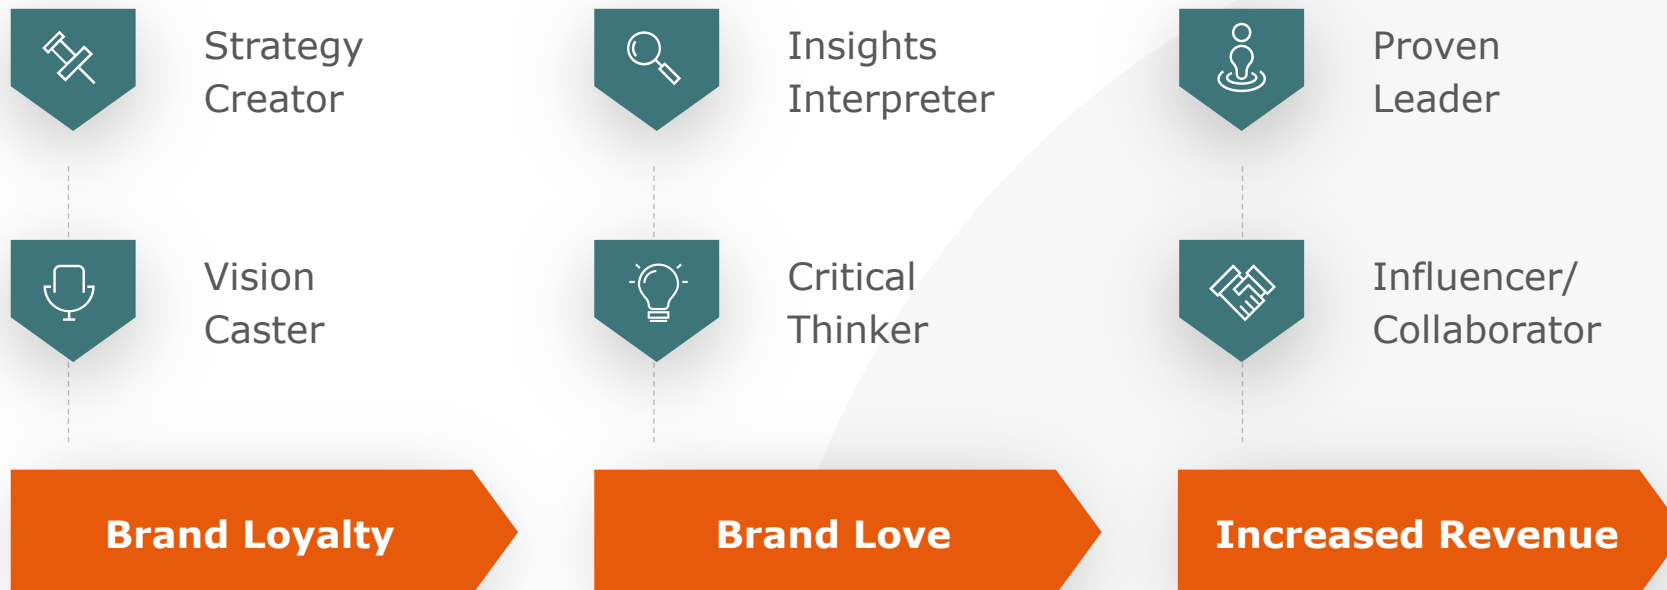 Strategy
Creator
Insights
Interpreter
Proven
Leader
Vision
Caster
Critical
Thinker
Influencer/
Collaborator
Brand Loyalty
Brand Love
Increased Revenue